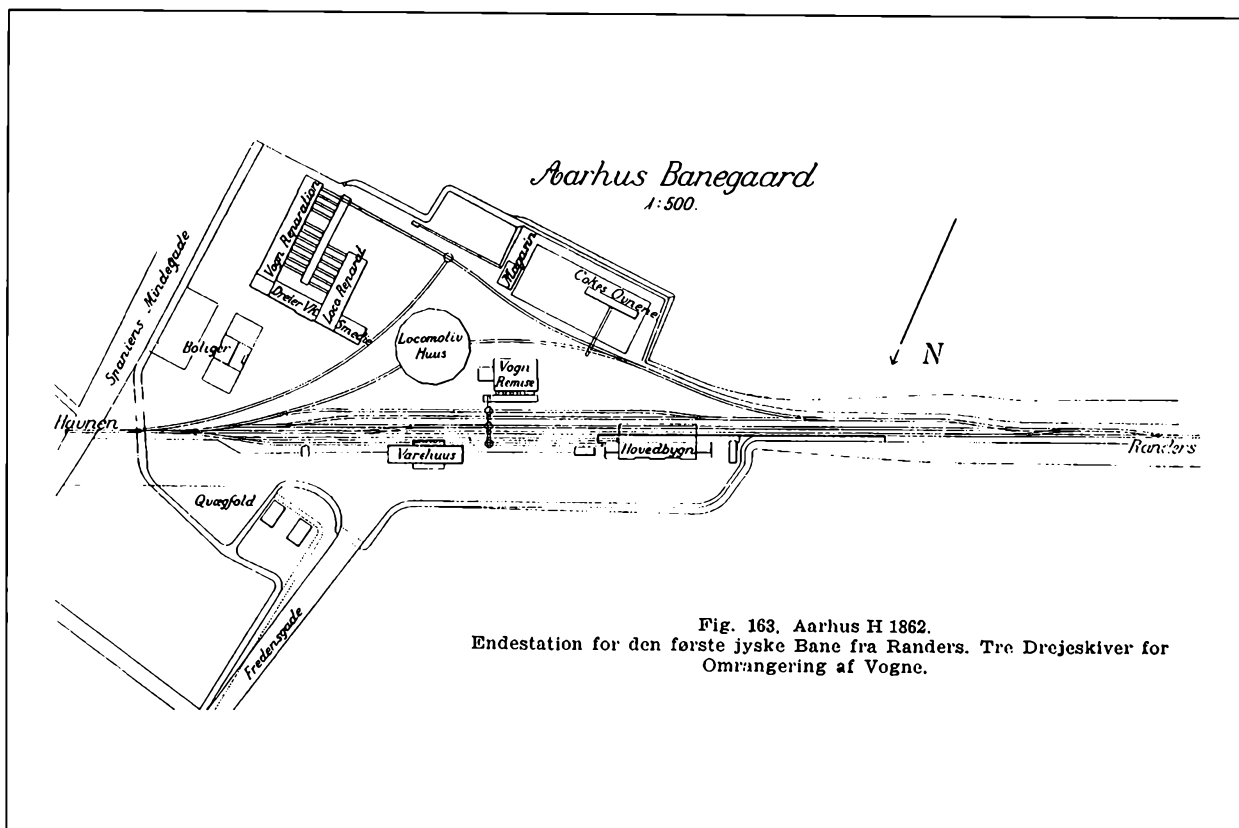 Aarhus Banegaard
1:500.
Spaniens Mindegade
Vogn Reparation
Loco Reparat
Dreier Vk
Smedie
Magasin
Cokes Ovnene
N
Boliger
Locomotiv
Huus
Vogn
Remise
Havnen
Varehuus
Hovedbygn
Randers
Qvægfold
Fredensgade
Fig. 163. Aarhus H 1862.
Endestation for den første jyske Bane fra Randers. Tre Drejeskiver for
Omrangering af Vogne.